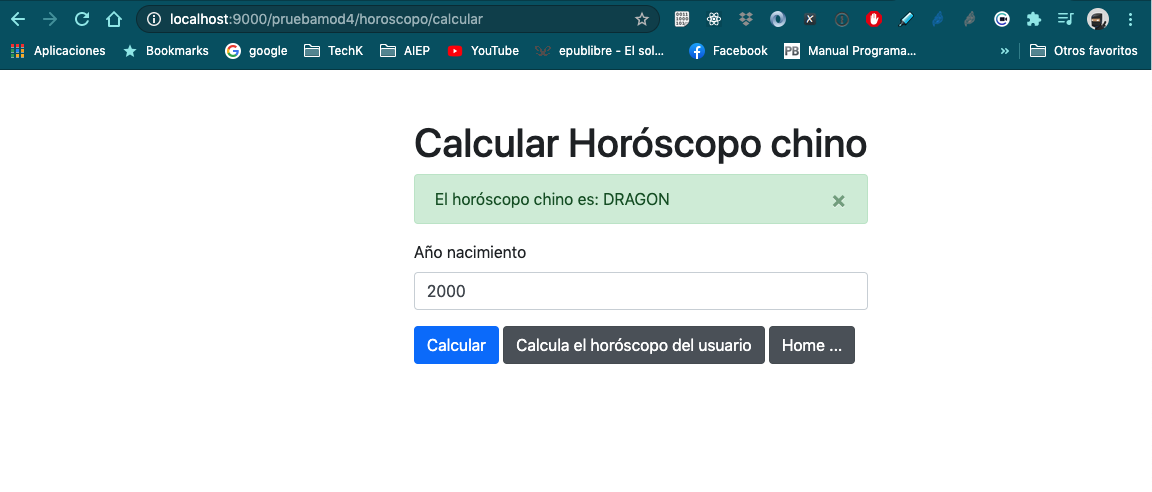 localhost:9000/pruebamod4/horoscopo/calcular
Aplicaciones Bookmarks google TechK AIEP YouTube epublibre - El sol... Facebook PB Manual Programa... » Otros favoritos
Calcular Horóscopo chino
El horóscopo chino es: DRAGON ×
Año nacimiento
2000
Calcular Calcula el horóscopo del usuario Home ...